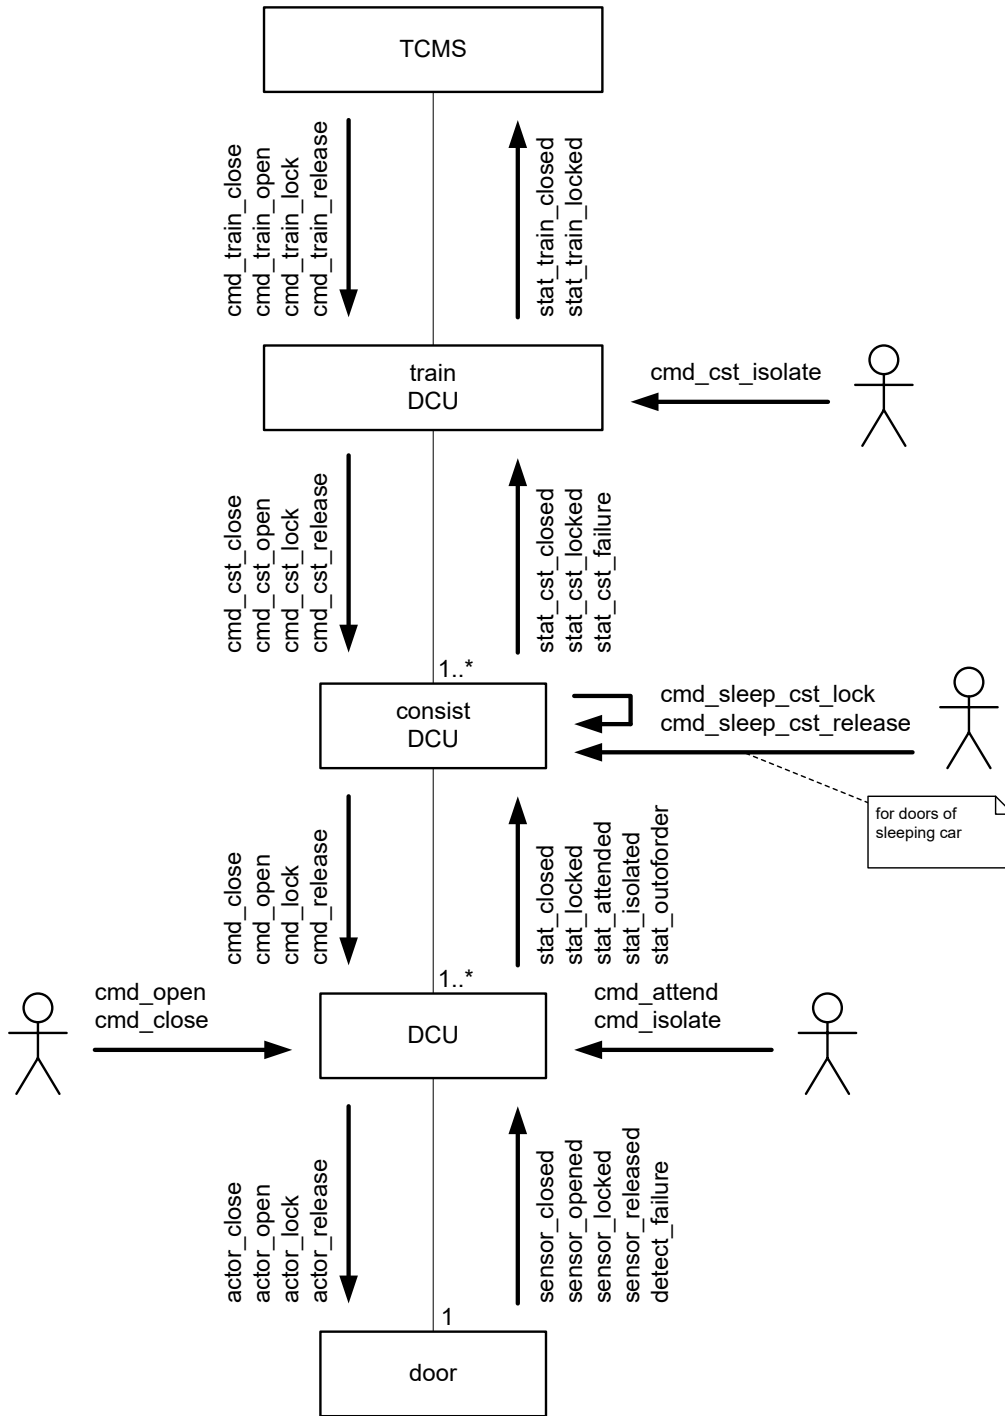 TCMS
cmd_train_close
cmd_train_open
cmd_train_lock
cmd_train_release
stat_train_closed
stat_train_locked
train
DCU
cmd_cst_isolate
cmd_cst_close
cmd_cst_open
cmd_cst_lock
cmd_cst_release
stat_cst_closed
stat_cst_locked
stat_cst_failure
1..*
consist
DCU
cmd_sleep_cst_lock
cmd_sleep_cst_release
for doors of
sleeping car
cmd_close
cmd_open
cmd_lock
cmd_release
stat_closed
stat_locked
stat_attended
stat_isolated
stat_outoforder
1..*
cmd_open
cmd_close
DCU
cmd_attend
cmd_isolate
actor_close
actor_open
actor_lock
actor_release
sensor_closed
sensor_opened
sensor_locked
sensor_released
detect_failure
1
door